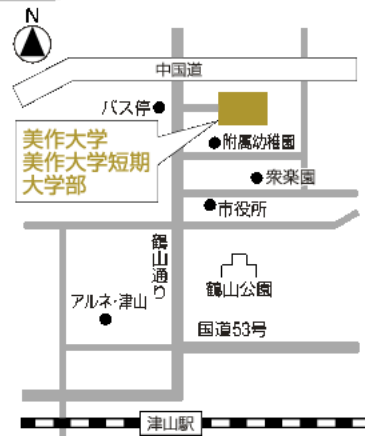 N
中国道
バス停
美作大学
美作大学短期
大学部
附属幼稚園
衆楽園
市役所
鶴山通り
鶴山公園
アルネ・津山
国道53号
津山駅